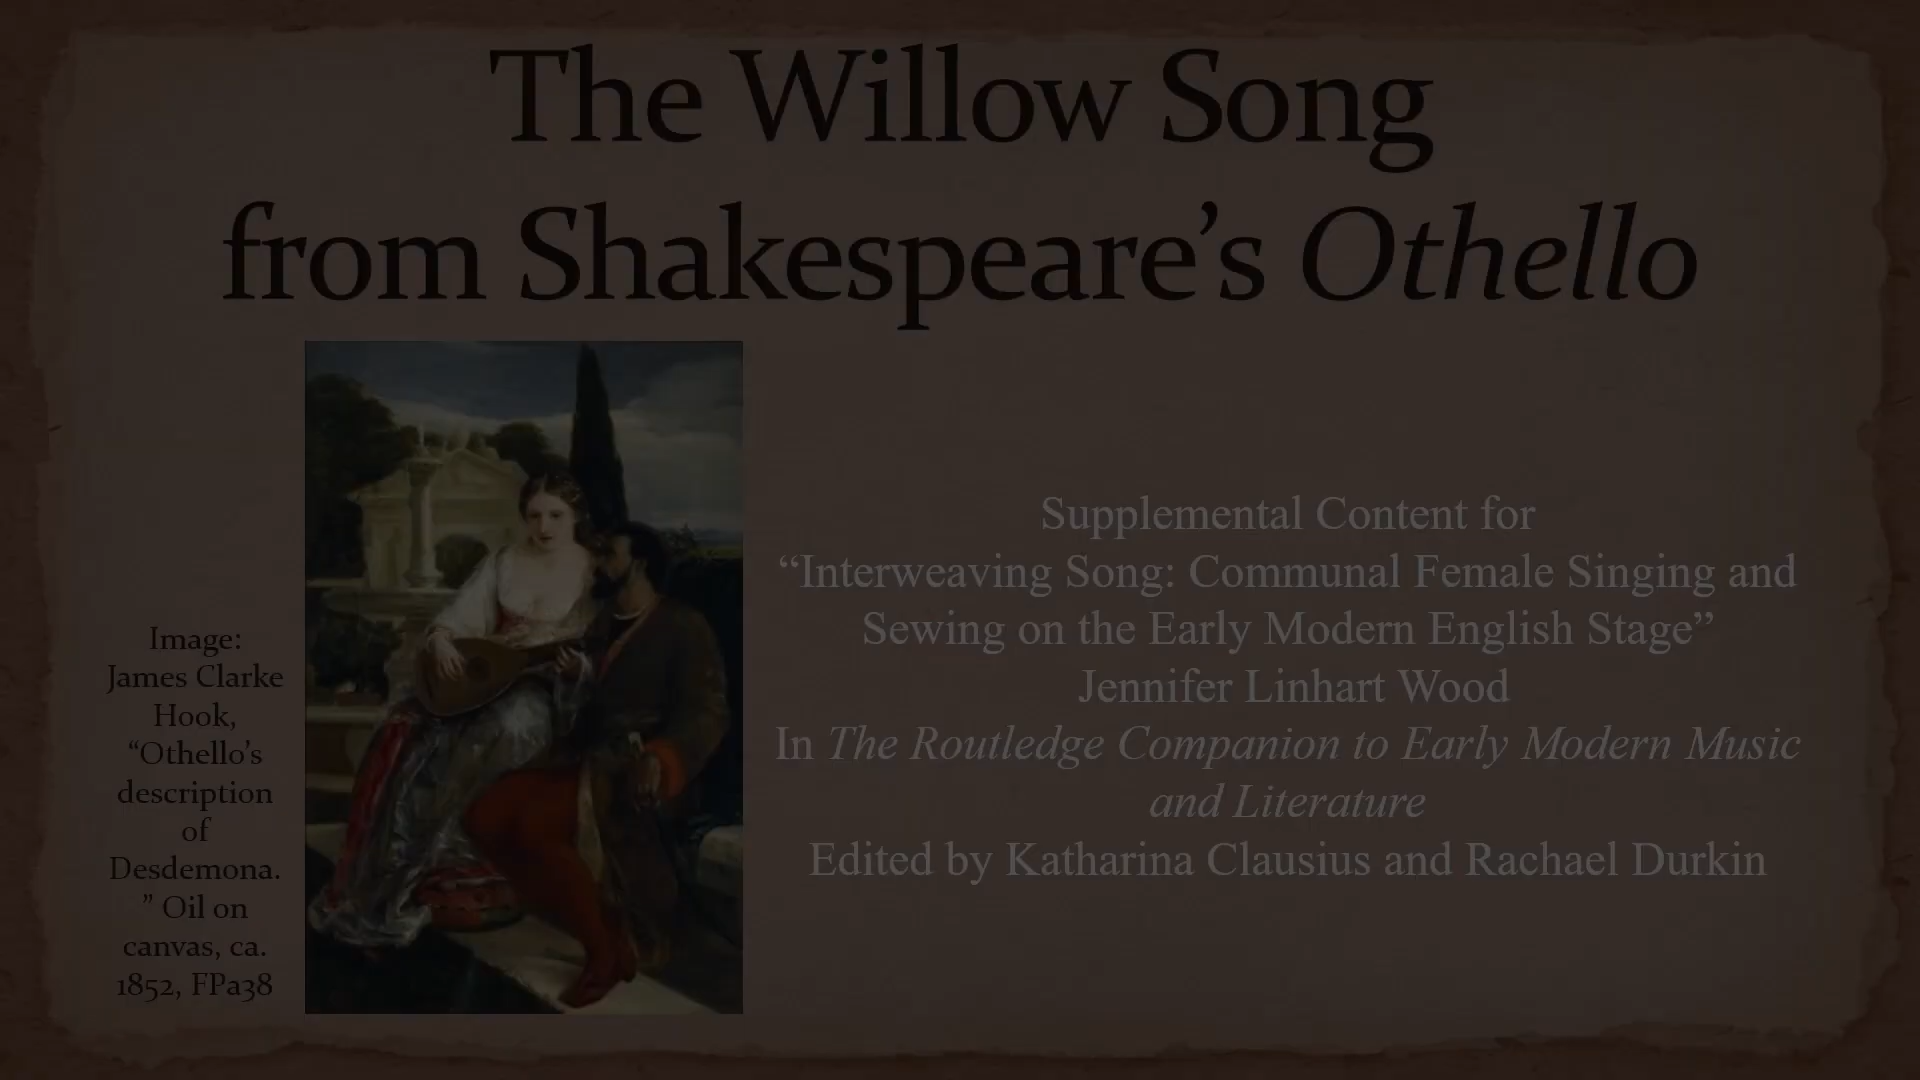 The Willow Song
from Shakespeare’s Othello
Image:
James Clarke
Hook,
“Othello’s
description
of
Desdemona.
” Oil on
canvas, ca.
1852, FPa38
Supplemental Content for
“Interweaving Song: Communal Female Singing and
Sewing on the Early Modern English Stage”
Jennifer Linhart Wood
In The Routledge Companion to Early Modern Music
and Literature
Edited by Katharina Clausius and Rachael Durkin